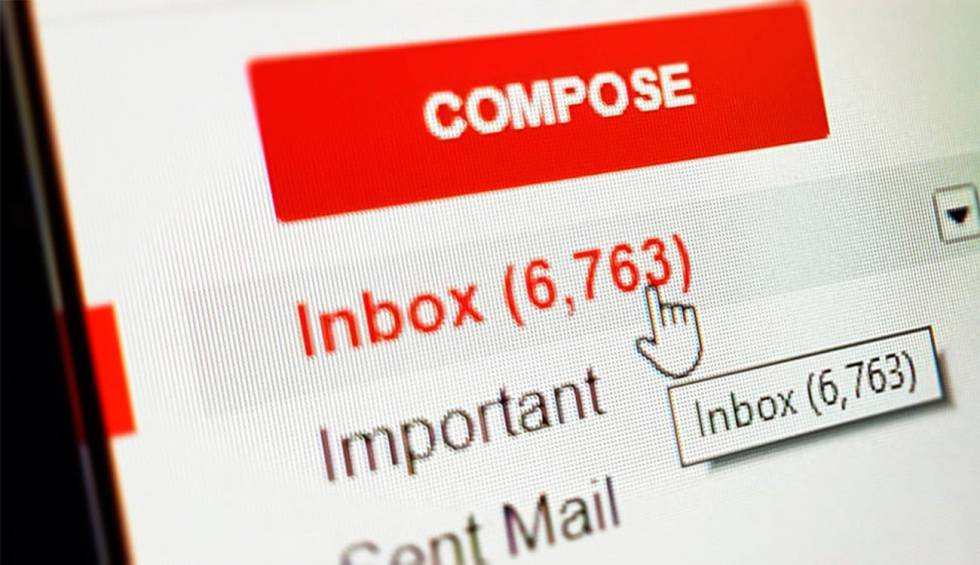 COMPOSE
Inbox (6,763)
Important
Inbox (6,763)
Sent Mail